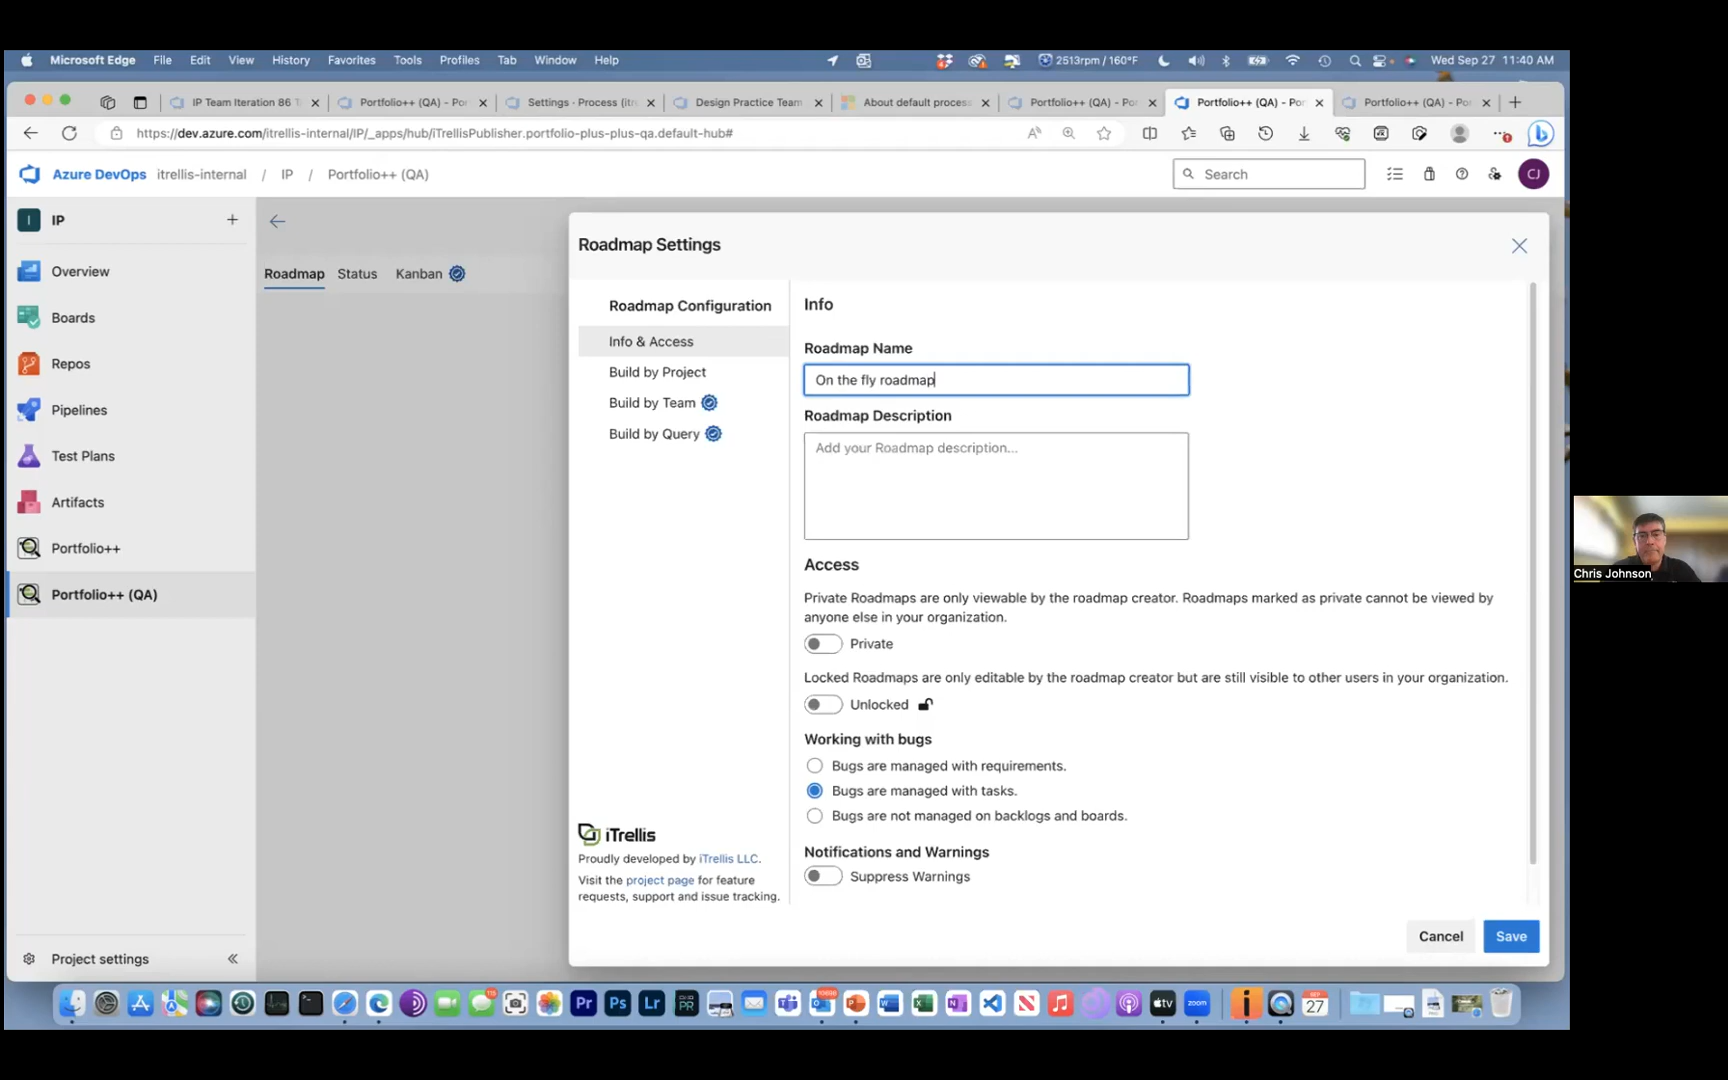 Microsoft Edge File Edit View History Favorites Tools Profiles Tab Window Help
2513rpm / 160°F
Wed Sep 27 11:40 AM
IP Team Iteration 86 T
Portfolio++ (QA) - Por
Settings · Process (itre
Design Practice Team
About default process
Portfolio++ (QA) - Por
Portfolio++ (QA) - Por
Portfolio++ (QA) - Por
https://dev.azure.com/itrellis-internal/IP/_apps/hub/iTrellisPublisher.portfolio-plus-plus-qa.default-hub#
Azure DevOps itrellis-internal / IP / Portfolio++ (QA)
Search
CJ
I
IP
Overview
Boards
Repos
Pipelines
Test Plans
Artifacts
Portfolio++
Portfolio++ (QA)
Project settings
Roadmap Status Kanban
Roadmap Settings
Roadmap Configuration
Info & Access
Build by Project
Build by Team
Build by Query
iTrellis
Proudly developed by iTrellis LLC.
Visit the project page for feature
requests, support and issue tracking.
Info
Roadmap Name
On the fly roadmap
Roadmap Description
Add your Roadmap description...
Access
Private Roadmaps are only viewable by the roadmap creator. Roadmaps marked as private cannot be viewed by
anyone else in your organization.
Private
Locked Roadmaps are only editable by the roadmap creator but are still visible to other users in your organization.
Unlocked
Working with bugs
Bugs are managed with requirements.
Bugs are managed with tasks.
Bugs are not managed on backlogs and boards.
Notifications and Warnings
Suppress Warnings
Cancel
Save
Chris Johnson
Pr
Ps
Lr
tv
zoom
27